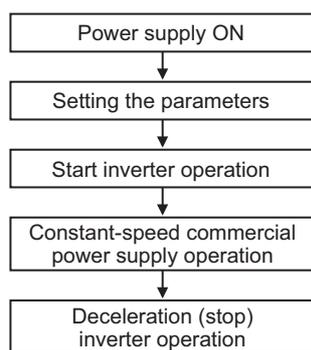 Power supply ON
Setting the parameters
Start inverter operation
Constant-speed commercial
power supply operation
Deceleration (stop)
inverter operation